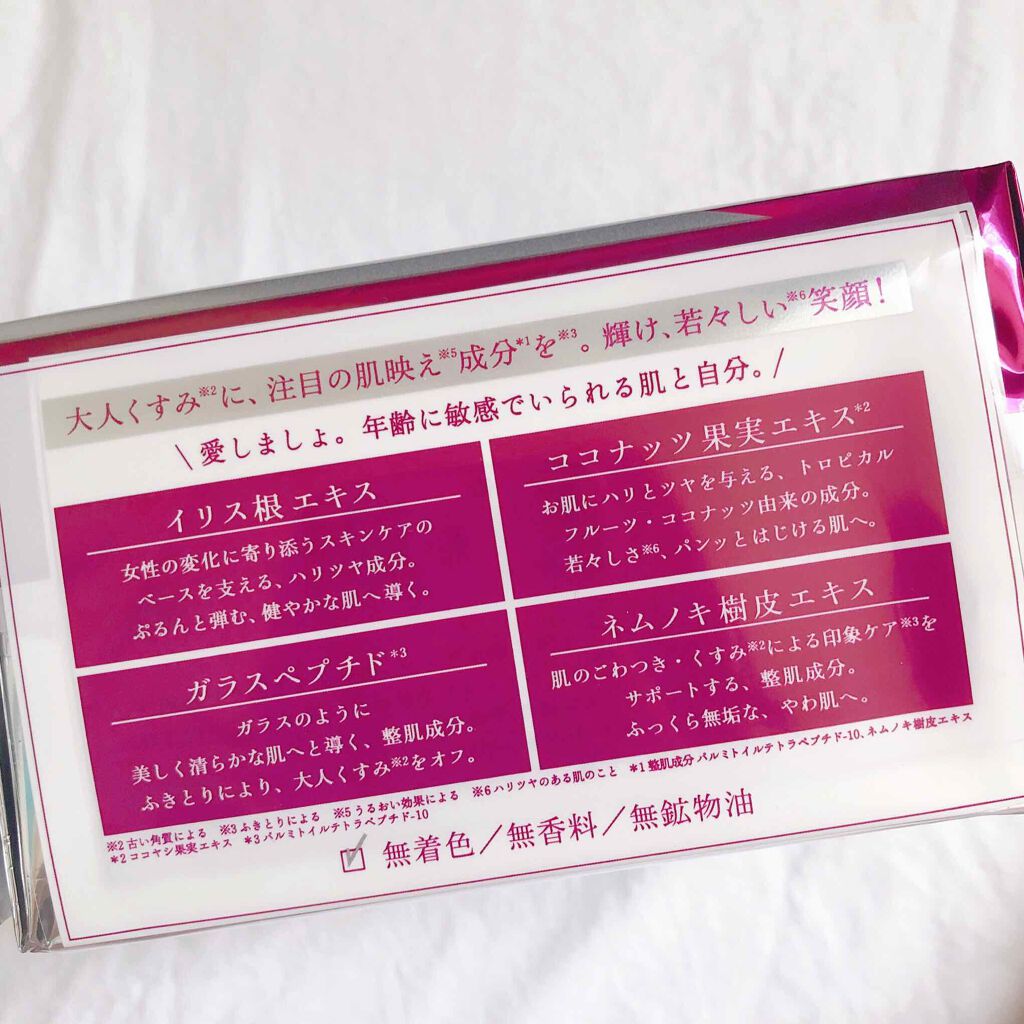 大人くすみ※2に、注目の肌映え※5成分*1を※3。輝け、若々しい※6笑顔！
\ 愛しましょ。年齢に敏感でいられる肌と自分。/
イリス根エキス
女性の変化に寄り添うスキンケアの
ベースを支える、ハリツヤ成分。
ぷるんと弾む、健やかな肌へ導く。
ココナッツ果実エキス*2
お肌にハリとツヤを与える、トロピカル
フルーツ・ココナッツ由来の成分。
若々しさ※6、パンッとはじける肌へ。
ガラスペプチド*3
ガラスのように
美しく清らかな肌へと導く、整肌成分。
ふきとりにより、大人くすみ※2をオフ。
ネムノキ樹皮エキス
肌のごわつき・くすみ※2による印象ケア※3を
サポートする、整肌成分。
ふっくら無垢な、やわ肌へ。
※2 古い角質による ※3 ふきとりによる ※5 うるおい効果による ※6 ハリツヤのある肌のこと *1 整肌成分 パルミトイルテトラペプチド-10、ネムノキ樹皮エキス
*2 ココヤシ果実エキス *3 パルミトイルテトラペプチド-10
☑ 無着色／無香料／無鉱物油